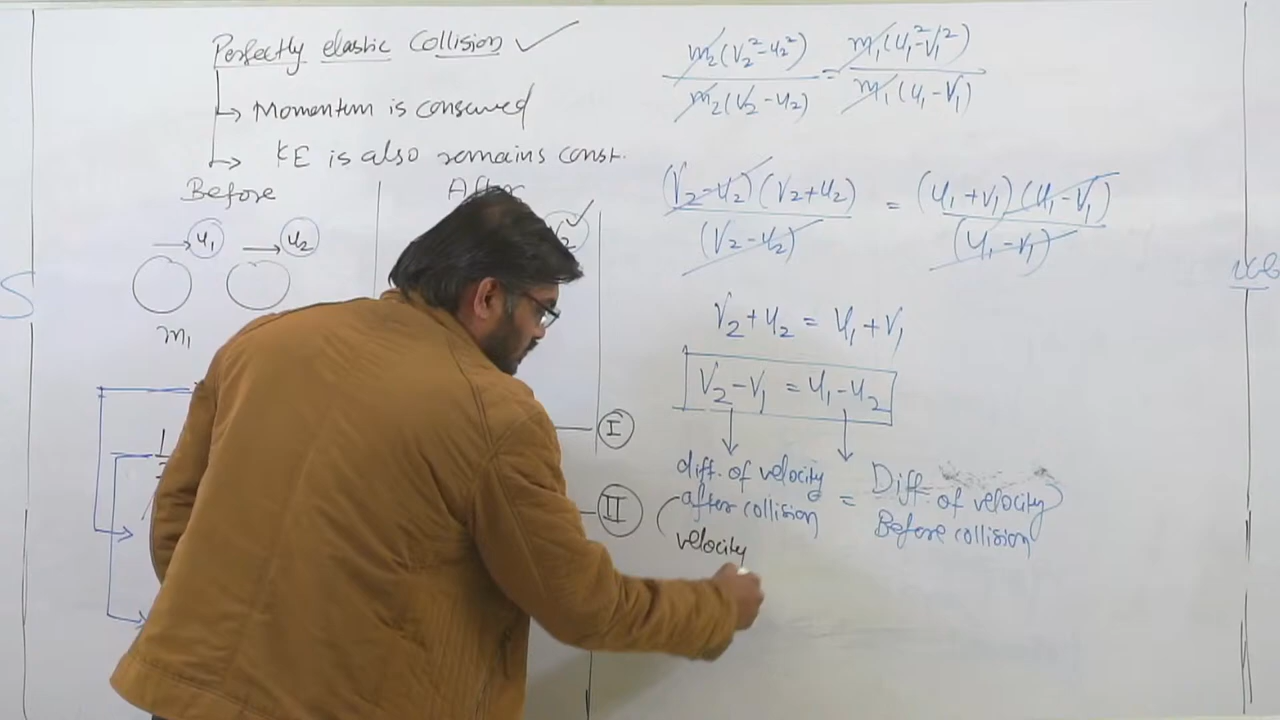 Perfectly elastic Collision ✓
→ Momentum is conserved
→ KE is also remains const.
Before
After
→ u₁ → u₂
m₁
I
II
m₂(V₂²-u₂²) / m₂(V₂-u₂) = m₁(u₁²-V₁²) / m₁(u₁-V₁)
(V₂-u₂)(V₂+u₂) / (V₂-u₂) = (u₁+V₁)(u₁-V₁) / (u₁-V₁)
V₂+u₂ = u₁+V₁
V₂-V₁ = u₁-u₂
diff. of velocity after collision = Diff. of velocity Before collision
velocity